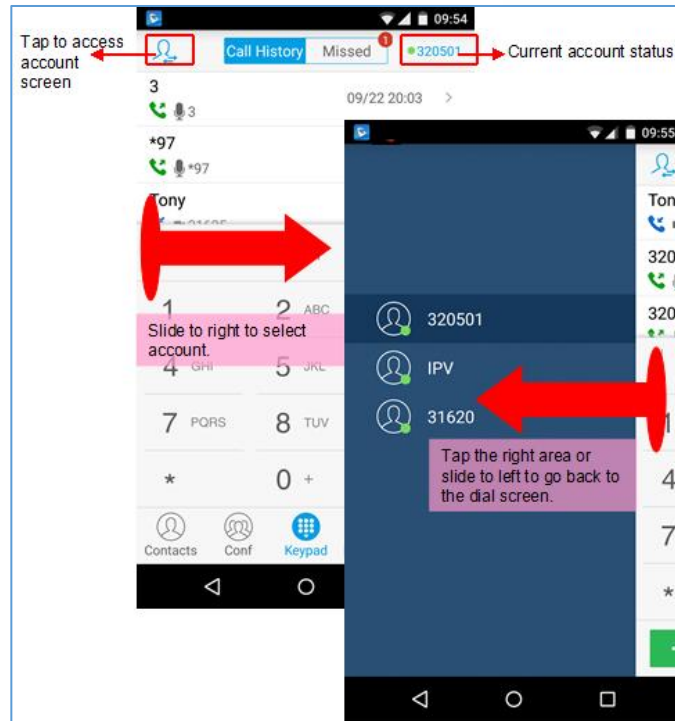 09:54
Tap to access
account
screen
Call History Missed 1 320501
Current account status
3
3
09/22 20:03 >
*97
*97
09:55
Tony
Ton
320
320
1 2 ABC
Slide to right to select
account.
4 GHI 5 JKL
7 PQRS 8 TUV
* 0 +
Contacts Conf Keypad
320501
IPV
31620
Tap the right area or
slide to left to go back to
the dial screen.
1
4
7
*